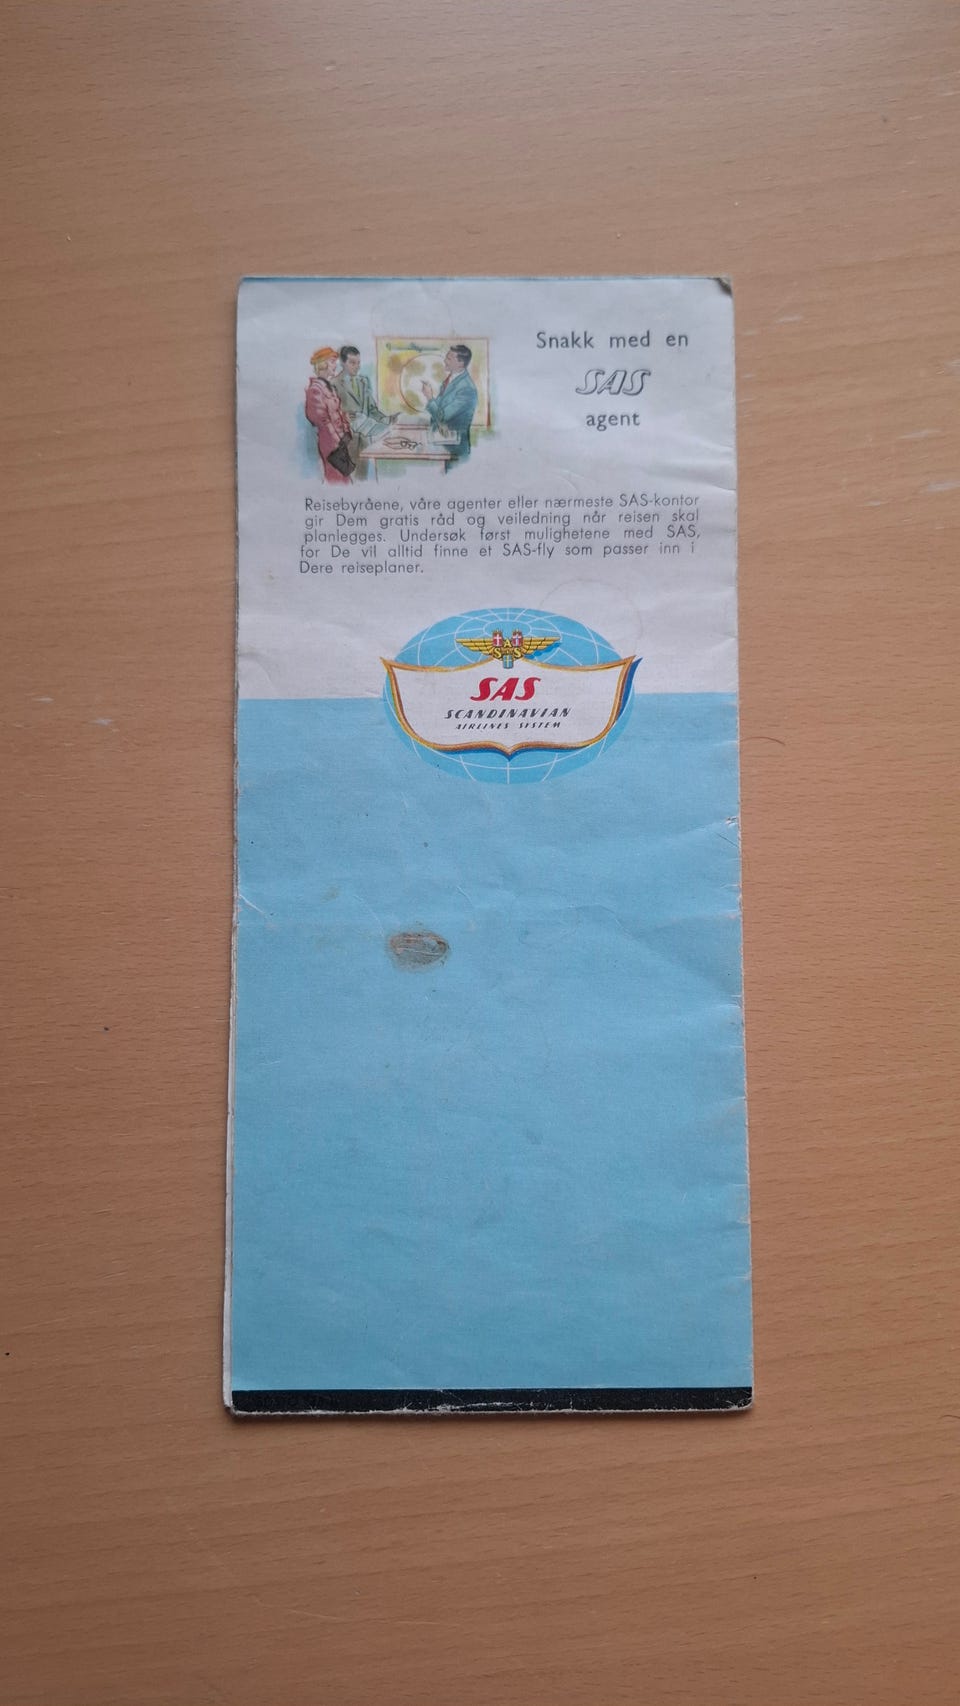 Snakk med en
SAS
agent
Reisebyråene, våre agenter eller nærmeste SAS-kontor
gir Dem gratis råd og veiledning når reisen skal
planlegges. Undersøk først mulighetene med SAS,
for De vil alltid finne et SAS-fly som passer inn i
Dere reiseplaner.
SAS
SAS
SCANDINAVIAN
AIRLINES SYSTEM